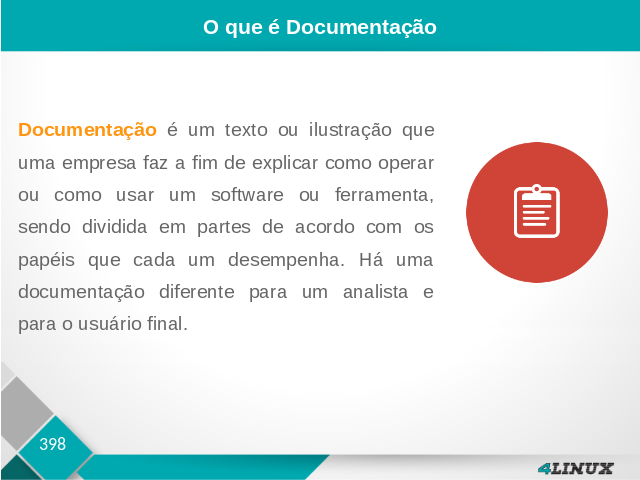 O que é Documentação
Documentação é um texto ou ilustração que
uma empresa faz a fim de explicar como operar
ou como usar um software ou ferramenta,
sendo dividida em partes de acordo com os
papéis que cada um desempenha. Há uma
documentação diferente para um analista e
para o usuário final.
398
4LINUX